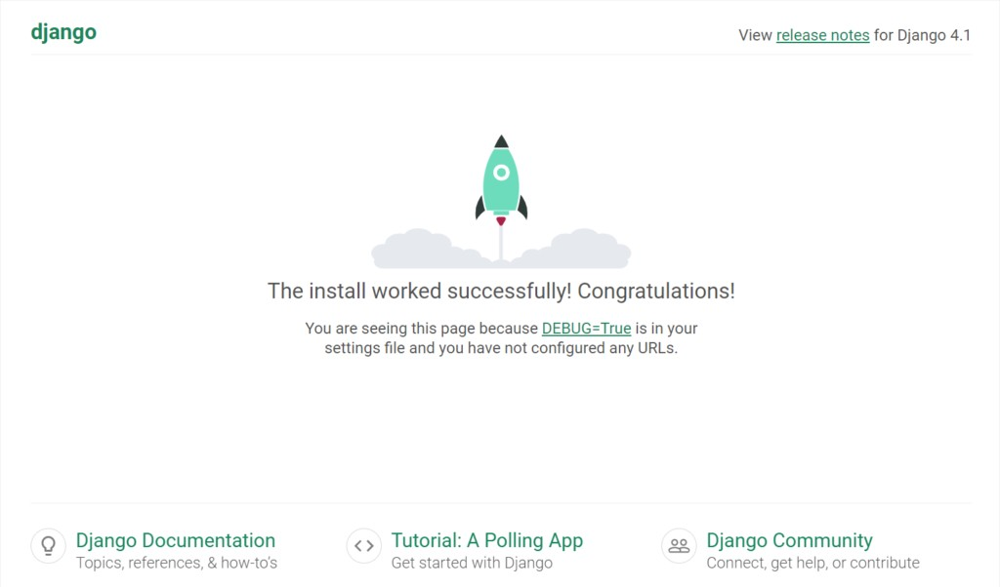 django
View release notes for Django 4.1
The install worked successfully! Congratulations!
You are seeing this page because DEBUG=True is in your
settings file and you have not configured any URLs.
Django Documentation
Topics, references, & how-to's
Tutorial: A Polling App
Get started with Django
Django Community
Connect, get help, or contribute